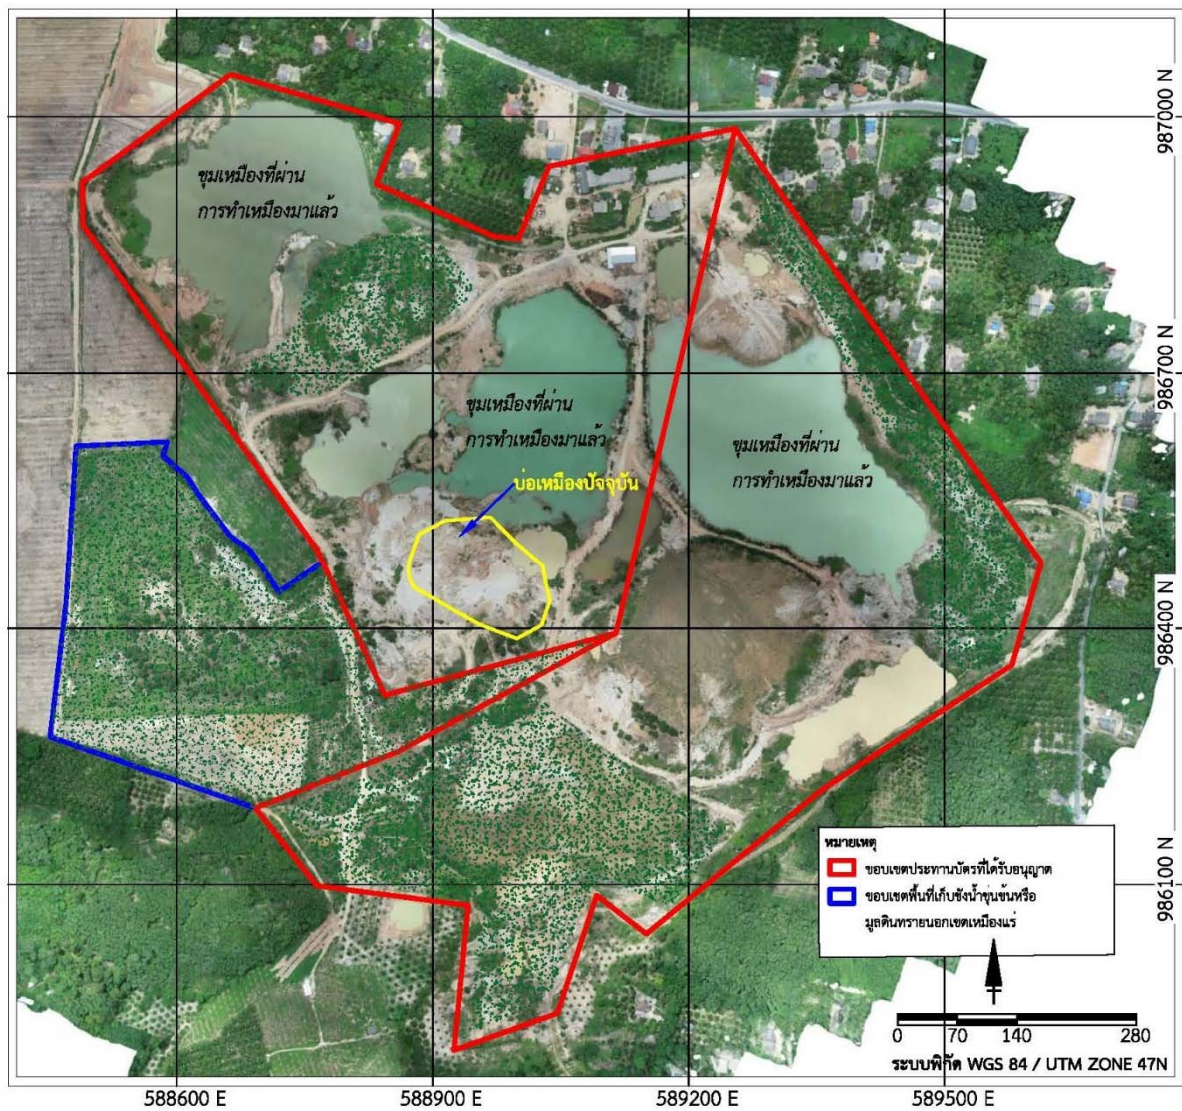 ขุมเหมืองที่ผ่าน
การทำเหมืองมาแล้ว
ขุมเหมืองที่ผ่าน
การทำเหมืองมาแล้ว
ขุมเหมืองที่ผ่าน
การทำเหมืองมาแล้ว
บ่อเหมืองปัจจุบัน
987000 N
986700 N
986400 N
986100 N
หมายเหตุ
ขอบเขตประทานบัตรที่ได้รับอนุญาต
ขอบเขตพื้นที่เก็บขังน้ำขุ่นข้นหรือ
มูลดินทรายนอกเขตเหมืองแร่
0 70 140 280
ระบบพิกัด WGS 84 / UTM ZONE 47N
588600 E 588900 E 589200 E 589500 E